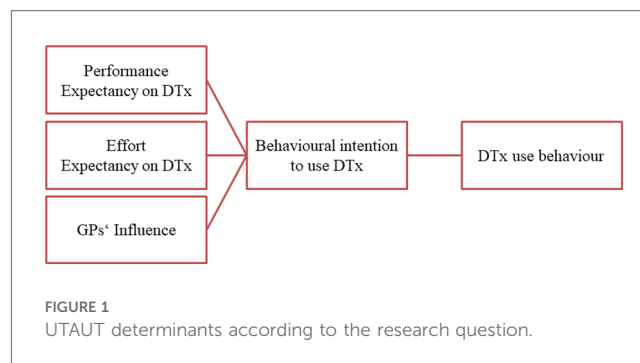 Performance
Expectancy on DTx
Effort
Expectancy on DTx
GPs‘ Influence
Behavioural intention
to use DTx
DTx use behaviour
FIGURE 1
UTAUT determinants according to the research question.